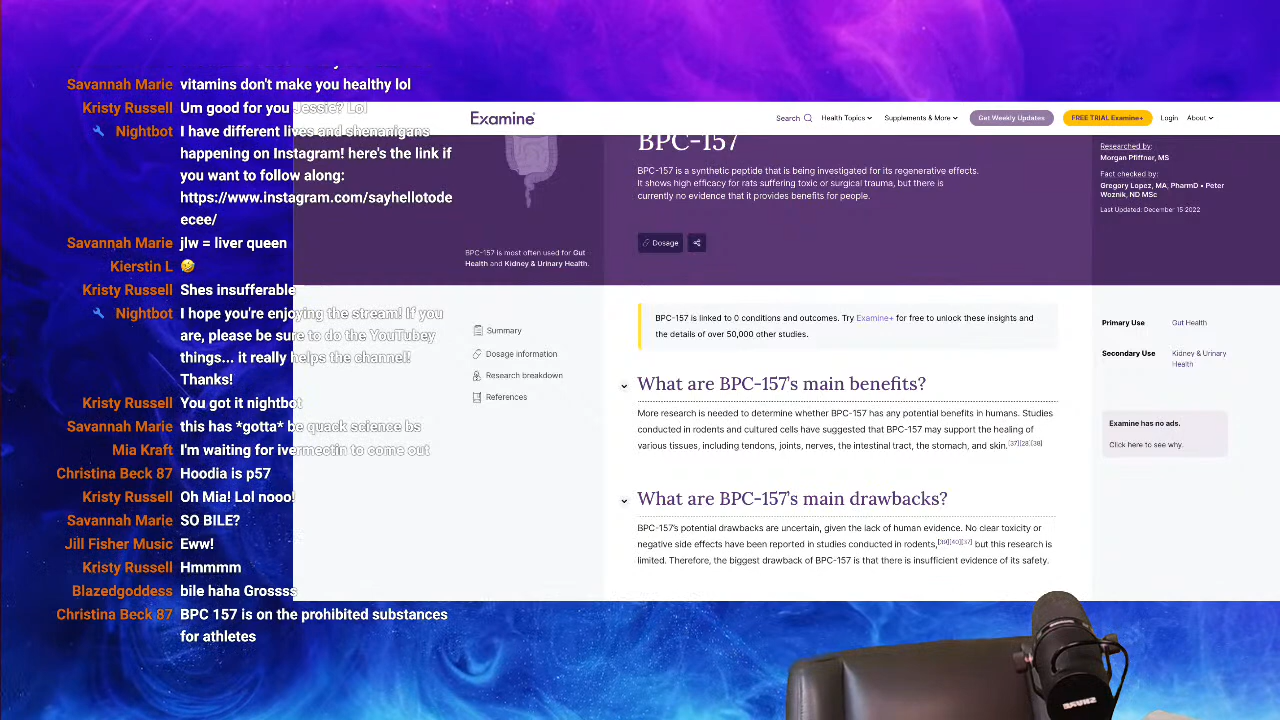 Savannah Marie vitamins don't make you healthy lol
Kristy Russell Um good for you Jessie? Lol
Nightbot I have different lives and shenanigans
happening on Instagram! here's the link if
you want to follow along:
https://www.instagram.com/sayhellotode
ecee/
Savannah Marie jlw = liver queen
Kierstin L 🤣
Kristy Russell Shes insufferable
Nightbot I hope you're enjoying the stream! If you
are, please be sure to do the YouTubey
things... it really helps the channel!
Thanks!
Kristy Russell You got it nightbot
Savannah Marie this has *gotta* be quack science bs
Mia Kraft I'm waiting for ivermectin to come out
Christina Beck 87 Hoodia is p57
Kristy Russell Oh Mia! Lol nooo!
Savannah Marie SO BILE?
Jill Fisher Music Eww!
Kristy Russell Hmmmm
Blazedgoddess bile haha Grossss
Christina Beck 87 BPC 157 is on the prohibited substances
for athletes
Examine
Search Health Topics Supplements & More Get Weekly Updates FREE TRIAL Examine+ Login About
BPC-157
BPC-157 is a synthetic peptide that is being investigated for its regenerative effects.
It shows high efficacy for rats suffering toxic or surgical trauma, but there is
currently no evidence that it provides benefits for people.
Dosage
BPC-157 is most often used for Gut
Health and Kidney & Urinary Health.
Researched by:
Morgan Pfiffner, MS
Fact checked by:
Gregory Lopez, MA, PharmD • Peter
Woznik, ND MSc
Last Updated: December 15 2022
Summary
Dosage information
Research breakdown
References
BPC-157 is linked to 0 conditions and outcomes. Try Examine+ for free to unlock these insights and
the details of over 50,000 other studies.
What are BPC-157's main benefits?
More research is needed to determine whether BPC-157 has any potential benefits in humans. Studies
conducted in rodents and cultured cells have suggested that BPC-157 may support the healing of
various tissues, including tendons, joints, nerves, the intestinal tract, the stomach, and skin.
What are BPC-157's main drawbacks?
BPC-157's potential drawbacks are uncertain, given the lack of human evidence. No clear toxicity or
negative side effects have been reported in studies conducted in rodents, but this research is
limited. Therefore, the biggest drawback of BPC-157 is that there is insufficient evidence of its safety.
Primary Use Gut Health
Secondary Use Kidney & Urinary
Health
Examine has no ads.
Click here to see why.